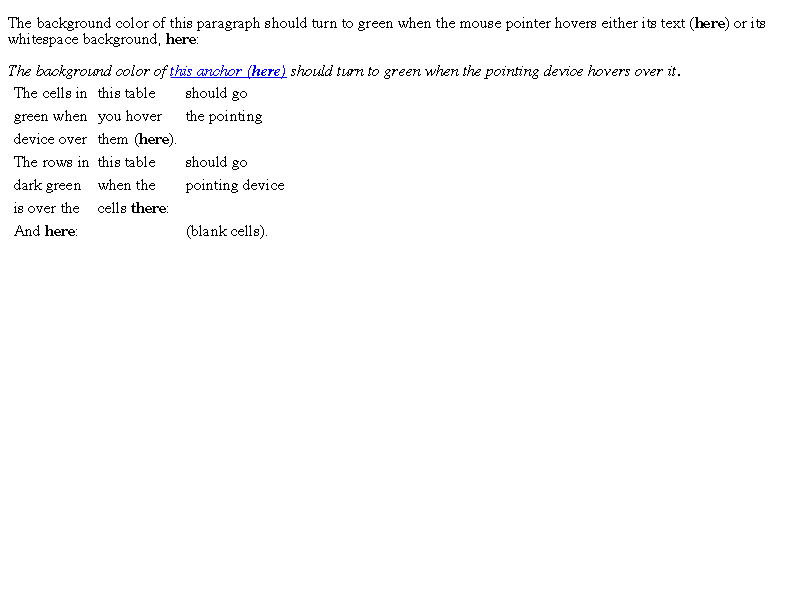 The background color of this paragraph should turn to green when the mouse pointer hovers either its text (here) or its
whitespace background, here:
The background color of this anchor (here) should turn to green when the pointing device hovers over it.
The cells in this table should go
green when you hover the pointing
device over them (here).
The rows in this table should go
dark green when the pointing device
is over the cells there:
And here: (blank cells).